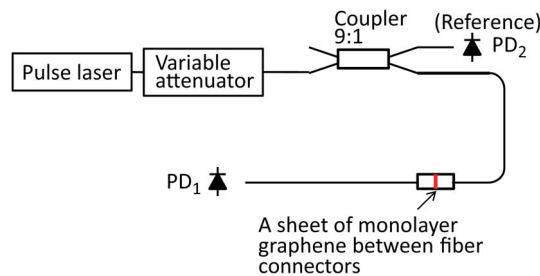 Pulse laser
Variable
attenuator
Coupler
9:1
(Reference)
PD2
PD1
A sheet of monolayer
graphene between fiber
connectors